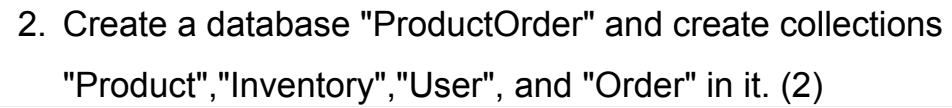 2. Create a database "ProductOrder" and create collections
"Product","Inventory","User", and "Order" in it. (2)